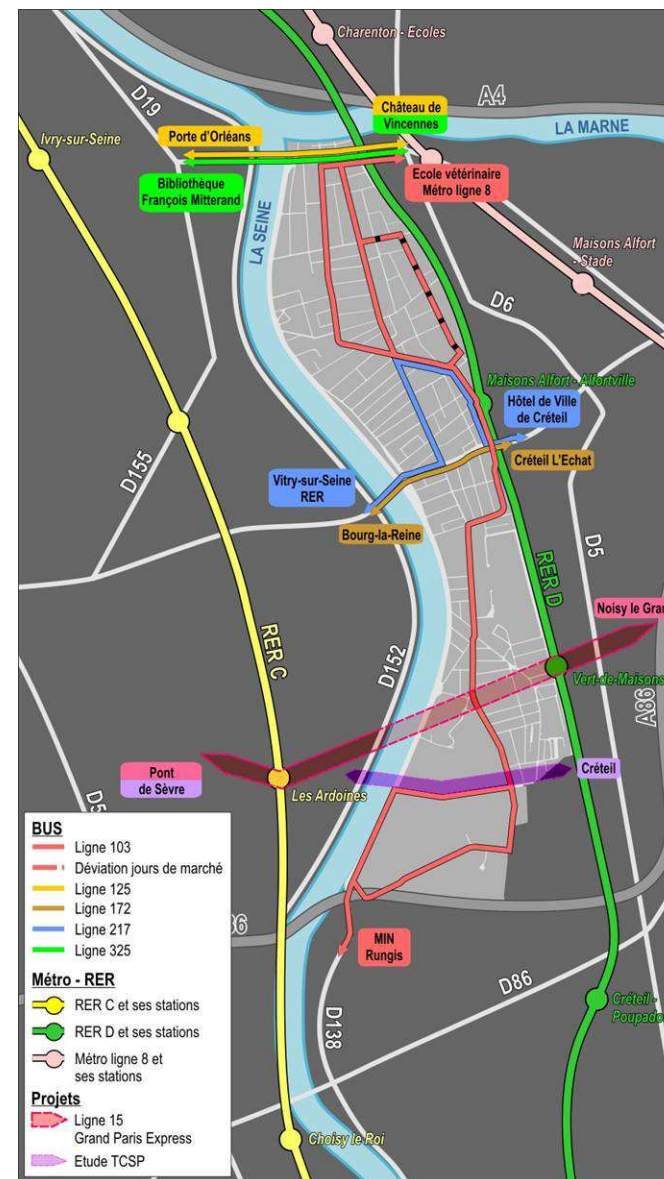 Charenton - Ecoles
D19
A4
Château de
Vincennes
Porte d'Orléans
LA MARNE
Ivry-sur-Seine
Bibliothèque
François Mitterand
Ecole vétérinaire
Métro ligne 8
LA SEINE
Maisons Alfort
- Stade
D6
Maisons Alfort - Alfortville
Hôtel de Ville
de Créteil
D155
Créteil L'Echat
Vitry-sur-Seine
RER
Bourg-la-Reine
D5
RER D
Noisy le Gran
RER C
D152
Vert-de-Maisons
A86
Pont
de Sèvre
Créteil
Les Ardoines
D5
BUS
Ligne 103
Déviation jours de marché
Ligne 125
Ligne 172
Ligne 217
Ligne 325
86
MIN
Rungis
D86
Métro - RER
RER C et ses stations
RER D et ses stations
Métro ligne 8 et
ses stations
Créteil -
Poupado
D138
Projets
Ligne 15
Grand Paris Express
Etude TCSP
Choisy le Roi